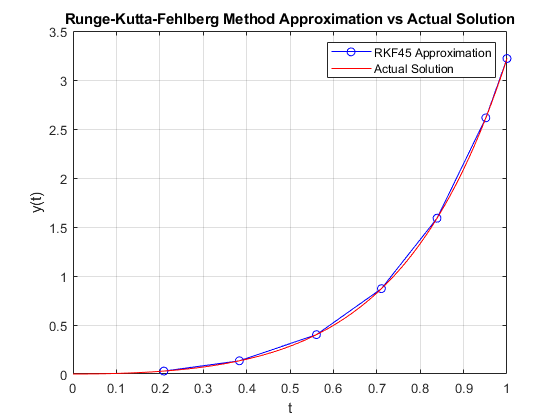 Runge-Kutta-Fehlberg Method Approximation vs Actual Solution
RKF45 Approximation
Actual Solution
3.5
3
2.5
2
1.5
1
0.5
0
y(t)
0 0.1 0.2 0.3 0.4 0.5 0.6 0.7 0.8 0.9 1
t